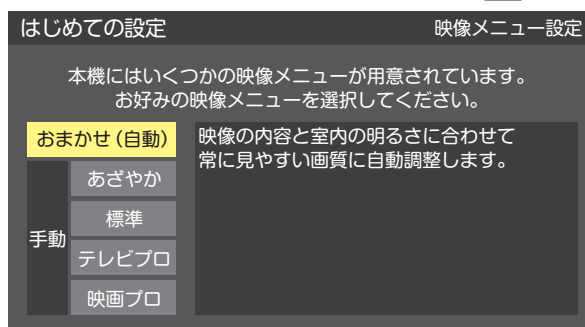 はじめての設定
映像メニュー設定
本機にはいくつかの映像メニューが用意されています。
お好みの映像メニューを選択してください。
おまかせ(自動)
映像の内容と室内の明るさに合わせて
常に見やすい画質に自動調整します。
手動
あざやか
標準
テレビプロ
映画プロ